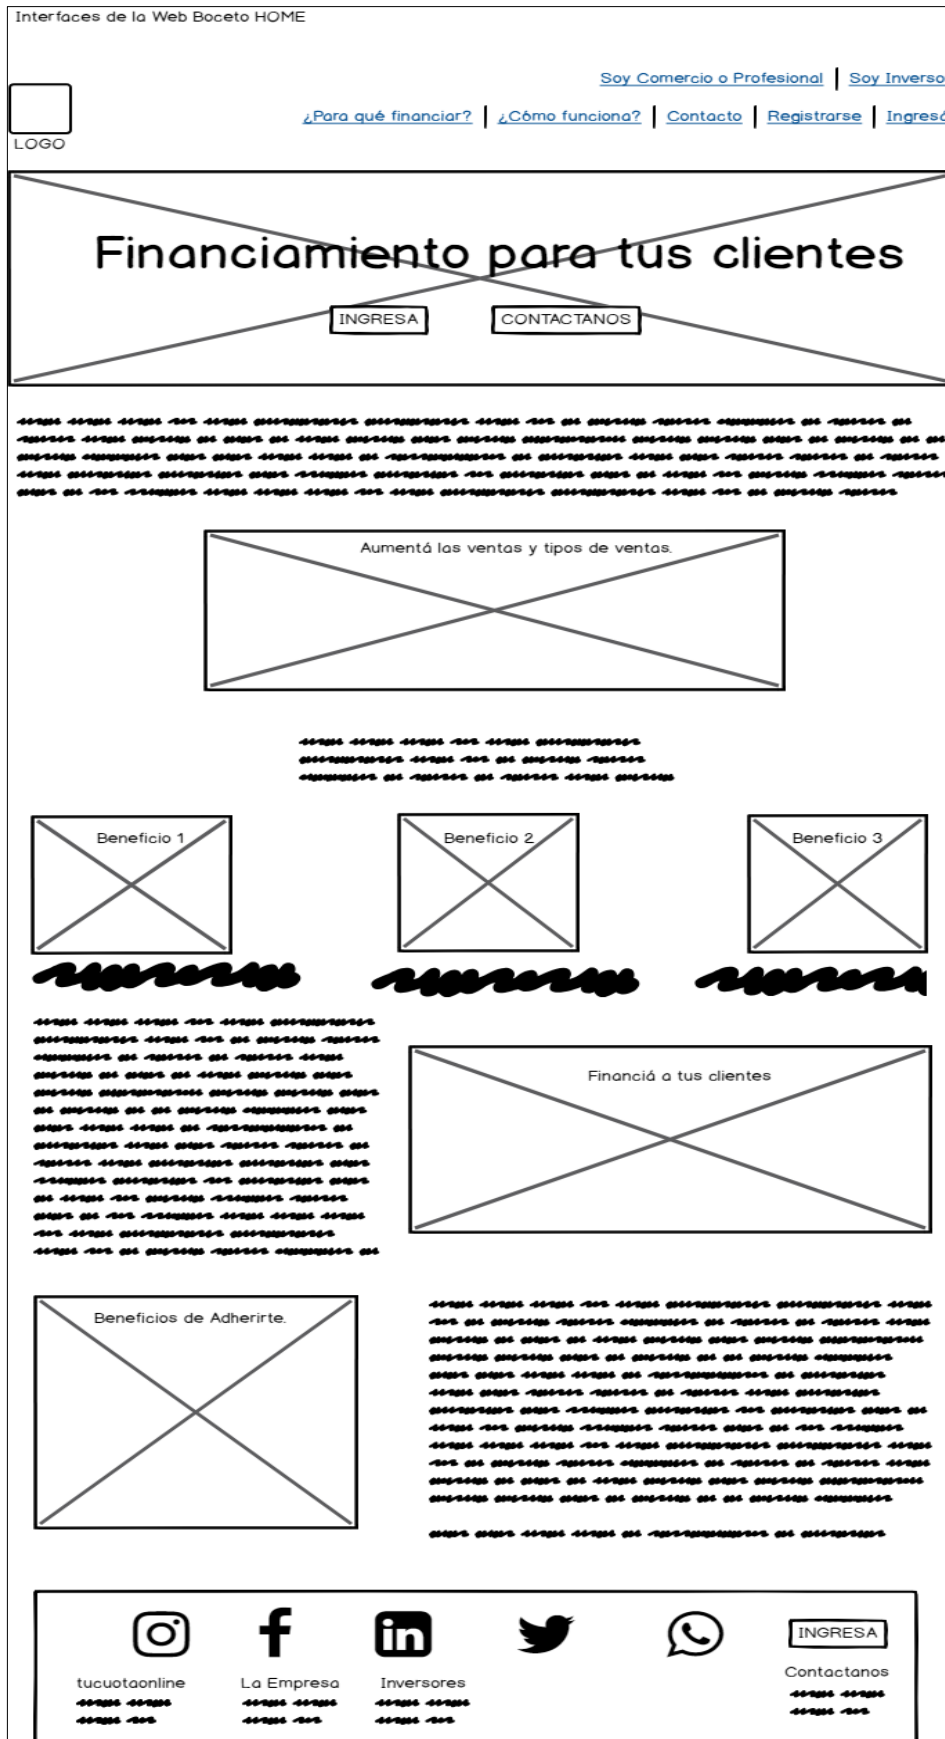 Interfaces de la Web Boceto HOME
Soy Comercio o Profesional | Soy Inverso
LOGO
¿Para qué financiar? | ¿Cómo funciona? | Contacto | Registrarse | Ingresá
Financiamiento para tus clientes
INGRESA CONTACTANOS
Aumentá las ventas y tipos de ventas.
Beneficio 1 Beneficio 2 Beneficio 3
Financiá a tus clientes
Beneficios de Adherirte.
INGRESA
tucuotaonline La Empresa Inversores Contactanos